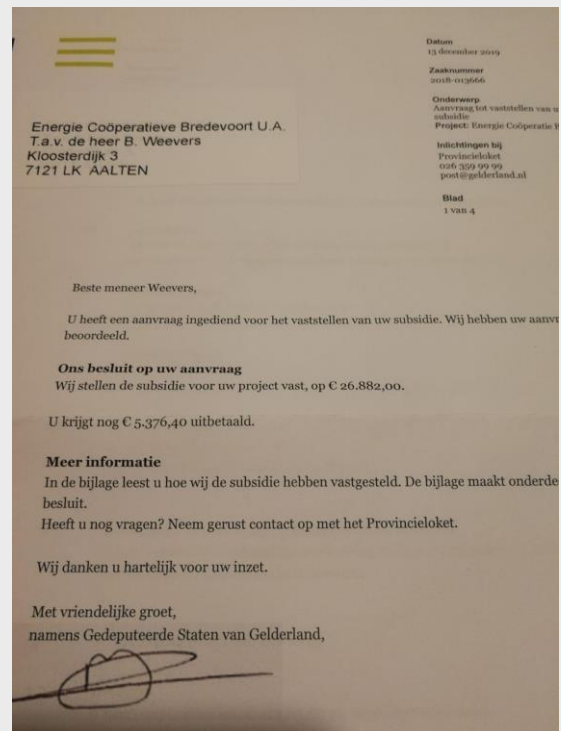 Datum
13 december 2019
Zaaknummer
2018-013666
Onderwerp
Aanvraag tot vaststellen van
subsidie
Project: Energie Coöperatie
Inlichtingen bij
Provincieloket
026 359 99 99
post@gelderland.nl
Blad
1 van 4
Energie Coöperatieve Bredevoort U.A.
T.a.v. de heer B. Weevers
Kloosterdijk 3
7121 LK AALTEN
Beste meneer Weevers,
U heeft een aanvraag ingediend voor het vaststellen van uw subsidie. Wij hebben uw
beoordeeld.
Ons besluit op uw aanvraag
Wij stellen de subsidie voor uw project vast, op € 26.882,00.
U krijgt nog € 5.376,40 uitbetaald.
Meer informatie
In de bijlage leest u hoe wij de subsidie hebben vastgesteld. De bijlage maakt
besluit.
Heeft u nog vragen? Neem gerust contact op met het Provincieloket.
Wij danken u hartelijk voor uw inzet.
Met vriendelijke groet,
namens Gedeputeerde Staten van Gelderland,